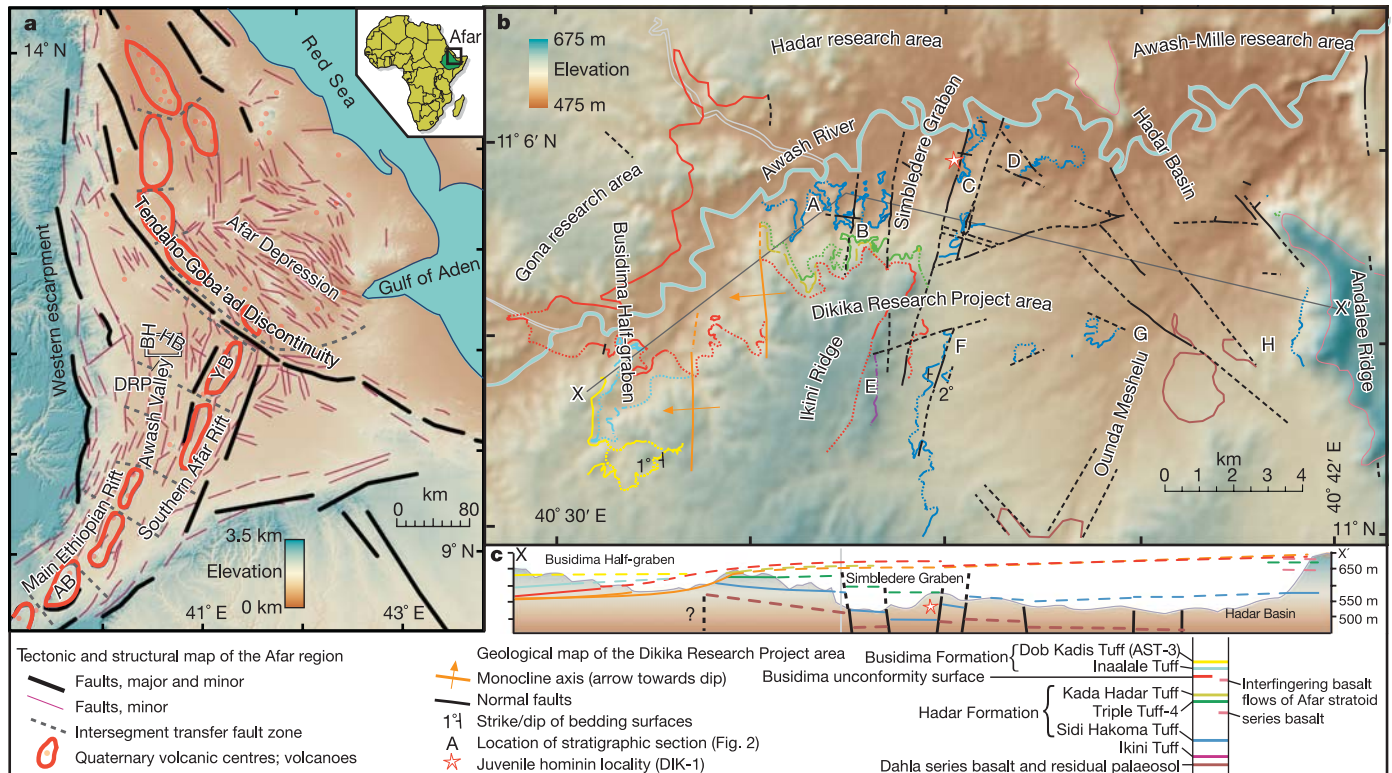 a
14° N
Afar
Red Sea
Gulf of Aden
Afar Depression
Tendaho-Goba'ad Discontinuity
Western escarpment
BH
HB
DRP
YB
Awash Valley
Southern Afar Rift
Main Ethiopian Rift
AB
km
0 80
3.5 km
Elevation
0 km
9° N
41° E
43° E
b
675 m
Elevation
475 m
Hadar research area
Awash-Mille research area
11° 6′ N
Awash River
Simbledere Graben
Hadar Basin
Gona research area
Busidima Half-graben
A
B
C
D
Dikika Research Project area
X
X′
Andalee Ridge
Ikini Ridge
E
F
G
H
2°
1°
Ounda Meshelu
km
0 1 2 3 4
40° 30′ E
40° 42′ E
11° N
c
X
X′
Busidima Half-graben
Simbledere Graben
Hadar Basin
?
650 m
550 m
500 m
Tectonic and structural map of the Afar region
Faults, major and minor
Faults, minor
Intersegment transfer fault zone
Quaternary volcanic centres; volcanoes
Geological map of the Dikika Research Project area
Monocline axis (arrow towards dip)
Normal faults
1° Strike/dip of bedding surfaces
A Location of stratigraphic section (Fig. 2)
Juvenile hominin locality (DIK-1)
Busidima Formation
Dob Kadis Tuff (AST-3)
Inaalale Tuff
Busidima unconformity surface
Hadar Formation
Kada Hadar Tuff
Triple Tuff-4
Sidi Hakoma Tuff
Ikini Tuff
Dahla series basalt and residual palaeosol
Interfingering basalt
flows of Afar stratoid
series basalt